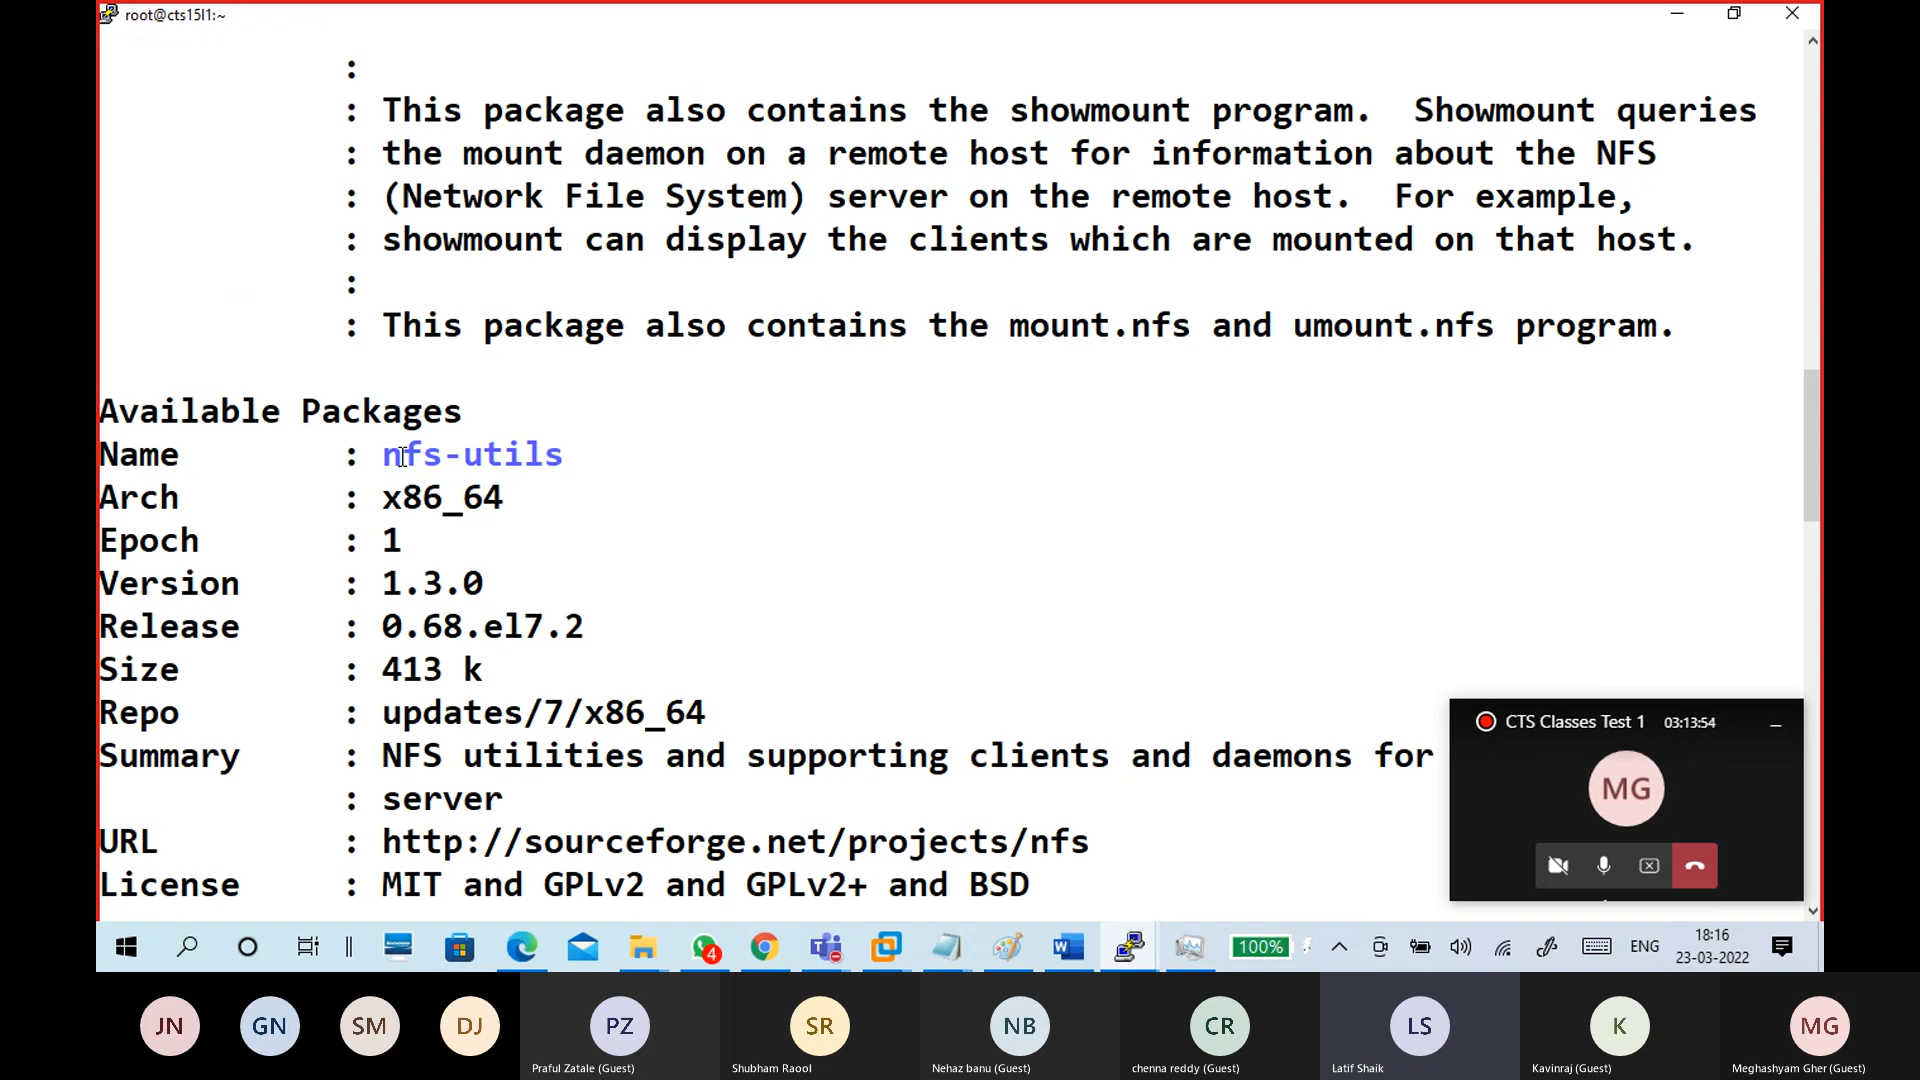 root@cts15l1:~
:
: This package also contains the showmount program.  Showmount queries
: the mount daemon on a remote host for information about the NFS
: (Network File System) server on the remote host.  For example,
: showmount can display the clients which are mounted on that host.
:
: This package also contains the mount.nfs and umount.nfs program.
Available Packages
Name : nfs-utils
Arch : x86_64
Epoch : 1
Version : 1.3.0
Release : 0.68.el7.2
Size : 413 k
Repo : updates/7/x86_64
Summary : NFS utilities and supporting clients and daemons for
: server
URL : http://sourceforge.net/projects/nfs
License : MIT and GPLv2 and GPLv2+ and BSD
CTS Classes Test 1 03:13:54
MG
4
100%
ENG
18:16
23-03-2022
JN GN SM DJ PZ SR NB CR LS K MG
Praful Zatale (Guest) Shubham Raool Nehaz banu (Guest) chenna reddy (Guest) Latif Shaik Kavinraj (Guest) Meghashyam Gher (Guest)